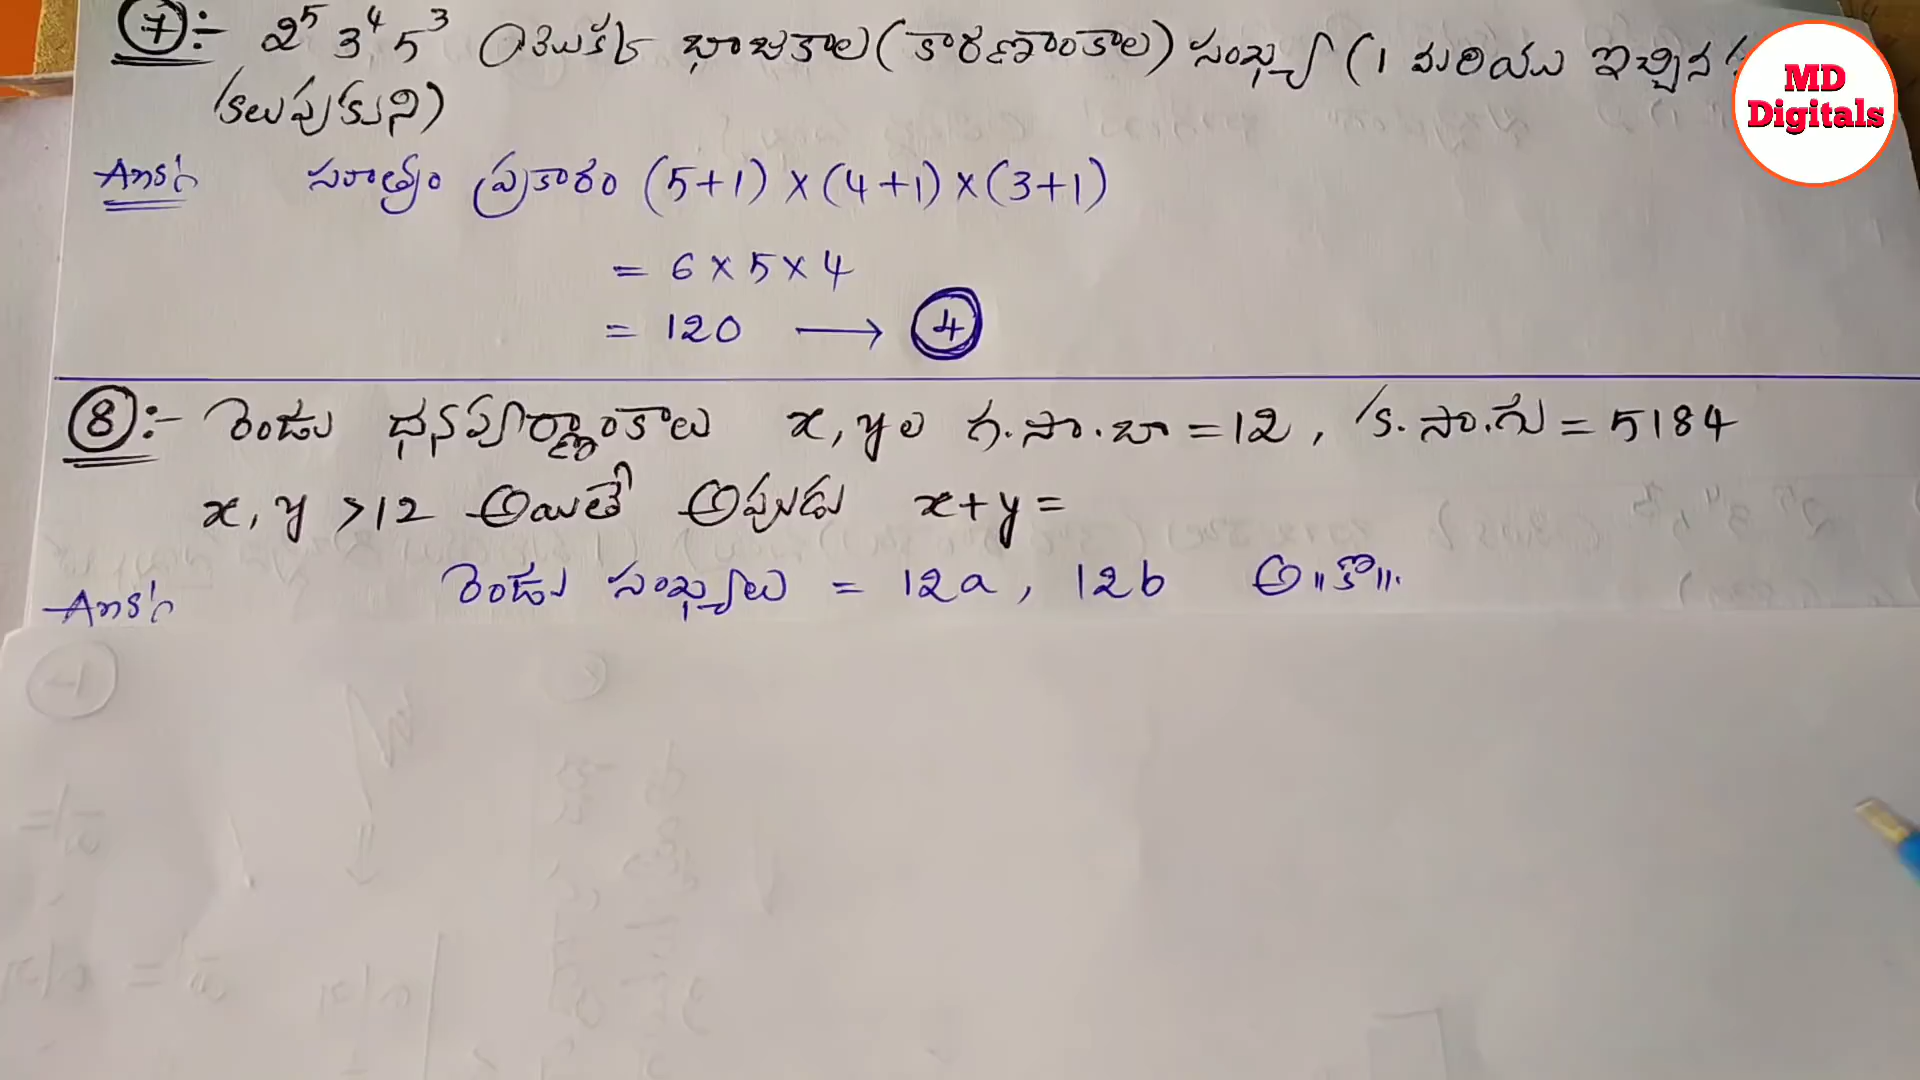 ⑦:- 2⁵ 3⁴ 5³ యొక్క భాజకాల (కారణాంకాల) సంఖ్య (1 మరియు ఇచ్చిన
కలుపుకుని)
Ans: సూత్రం ప్రకారం (5+1) × (4+1) × (3+1)
= 6 × 5 × 4
= 120 → ④
⑧:- రెండు ధనపూర్ణాంకాలు x, y ల గ.సా.భా = 12, క.సా.గు = 5184
x, y > 12 అయితే అప్పుడు x+y =
Ans: రెండు సంఖ్యలు = 12a, 12b అ॥కొ॥.
MD
Digitals